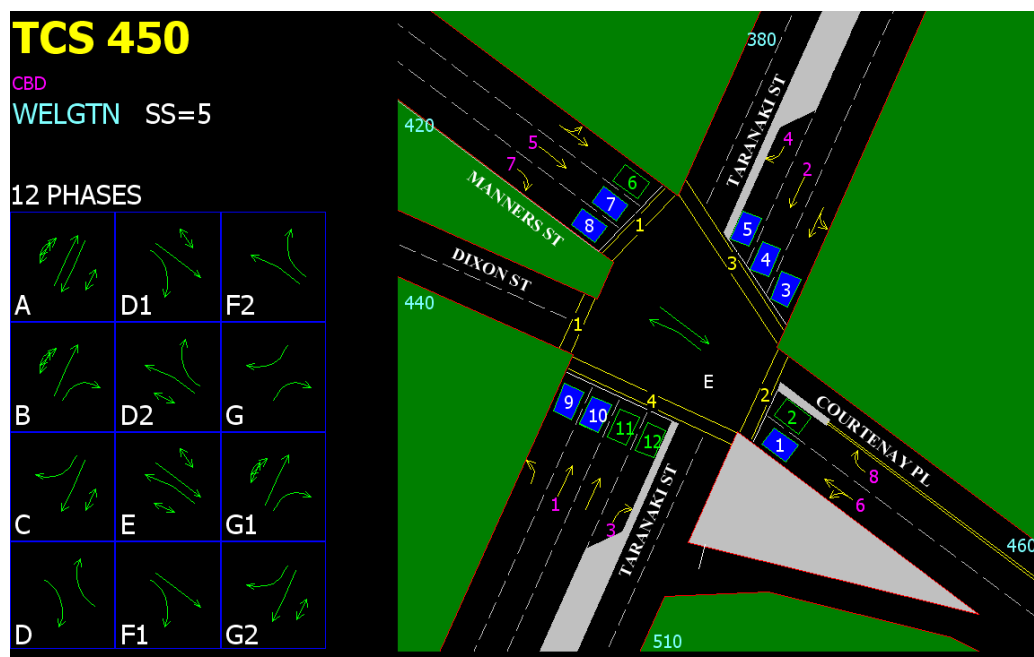 TCS 450
CBD
WELGTN SS=5
12 PHASES
A D1 F2
B D2 G
C E G1
D F1 G2
380
420
440
460
510
TARANAKI ST
MANNERS ST
DIXON ST
COURTENAY PL
TARANAKI ST
5
7
6
7
8
1
1
4
2
5
4
3
3
E
4
2
2
1
8
6
9
10
11
12
1
3